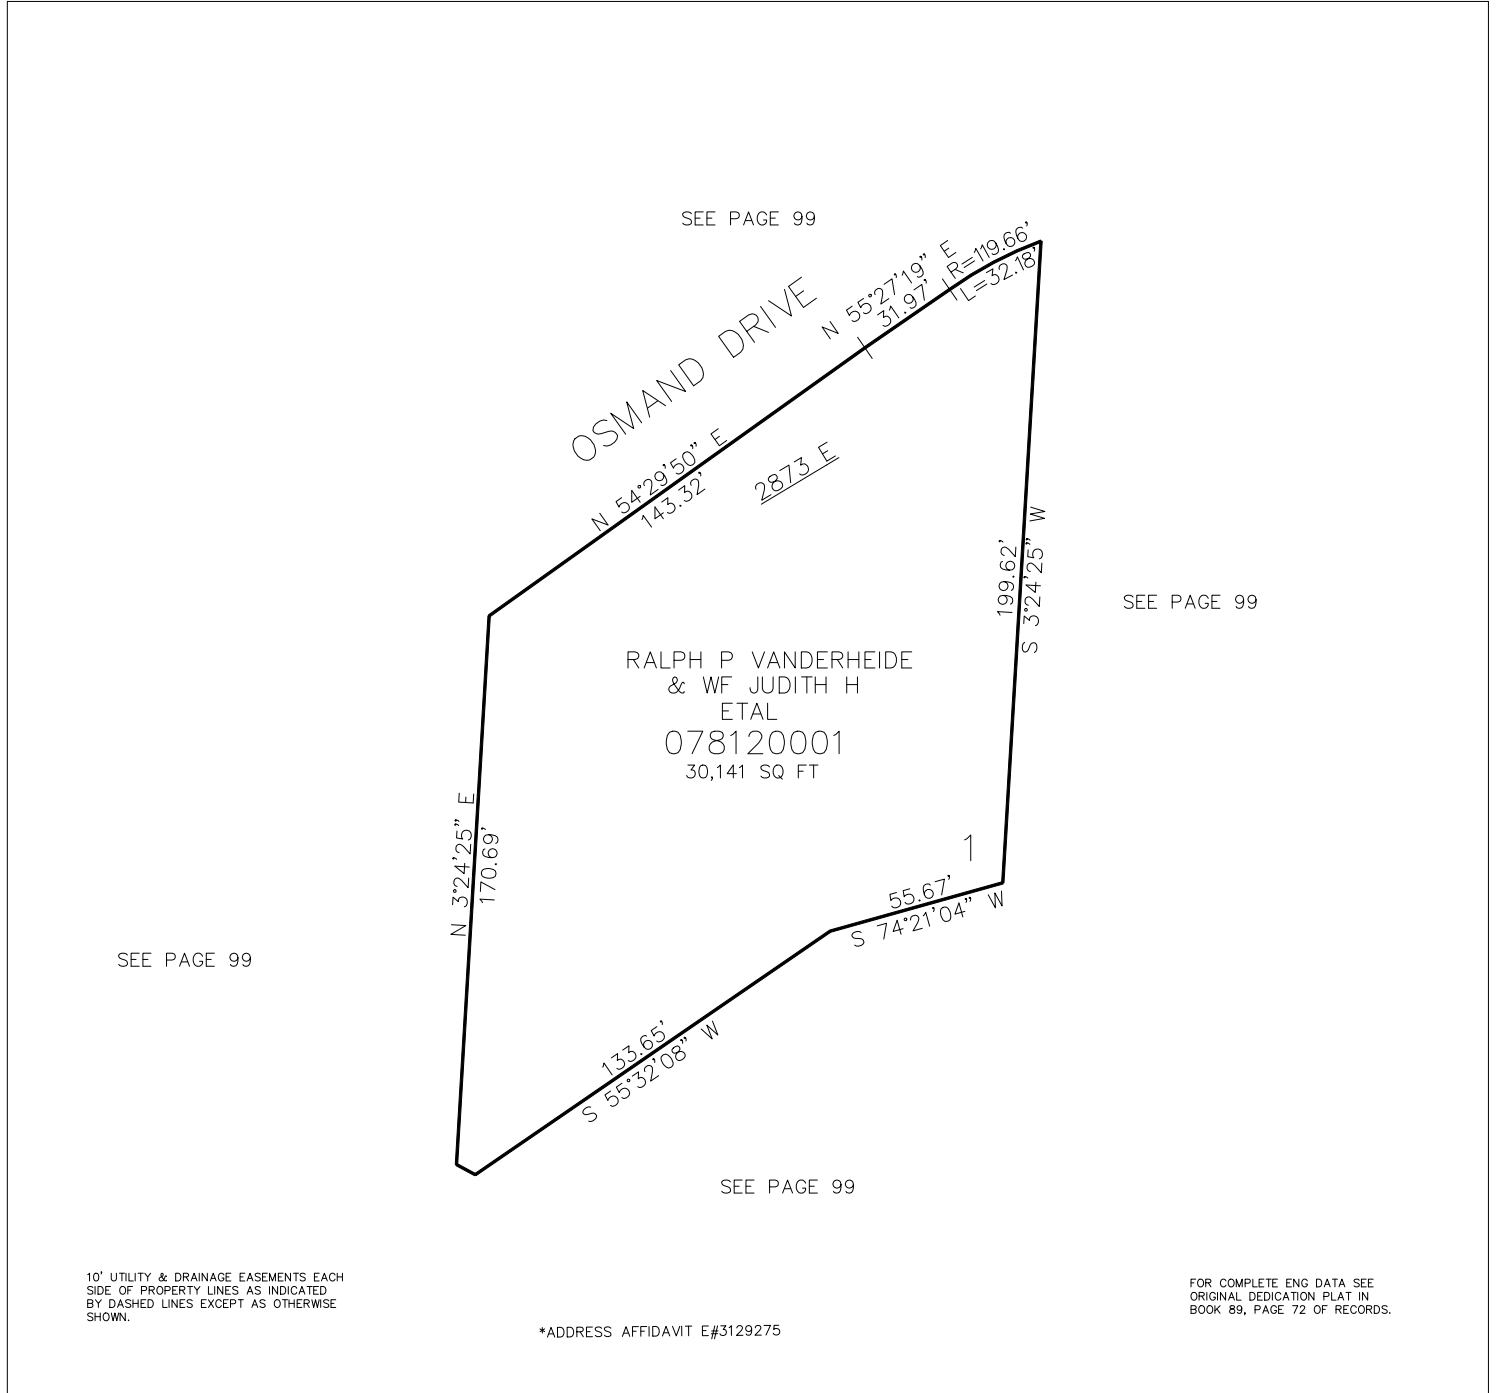 SEE PAGE 99
N 55°27'19" E
31.97'
R=119.66'
L=32.18'
OSMAND DRIVE
N 54°29'50" E
143.32'
2873 E
199.62'
S 3°24'25" W
SEE PAGE 99
RALPH P VANDERHEIDE
& WF JUDITH H
ETAL
078120001
30,141 SQ FT
N 3°24'25" E
170.69'
1
55.67'
S 74°21'04" W
SEE PAGE 99
133.65'
S 55°32'08" W
SEE PAGE 99
10' UTILITY & DRAINAGE EASEMENTS EACH
SIDE OF PROPERTY LINES AS INDICATED
BY DASHED LINES EXCEPT AS OTHERWISE
SHOWN.
FOR COMPLETE ENG DATA SEE
ORIGINAL DEDICATION PLAT IN
BOOK 89, PAGE 72 OF RECORDS.
*ADDRESS AFFIDAVIT E#3129275